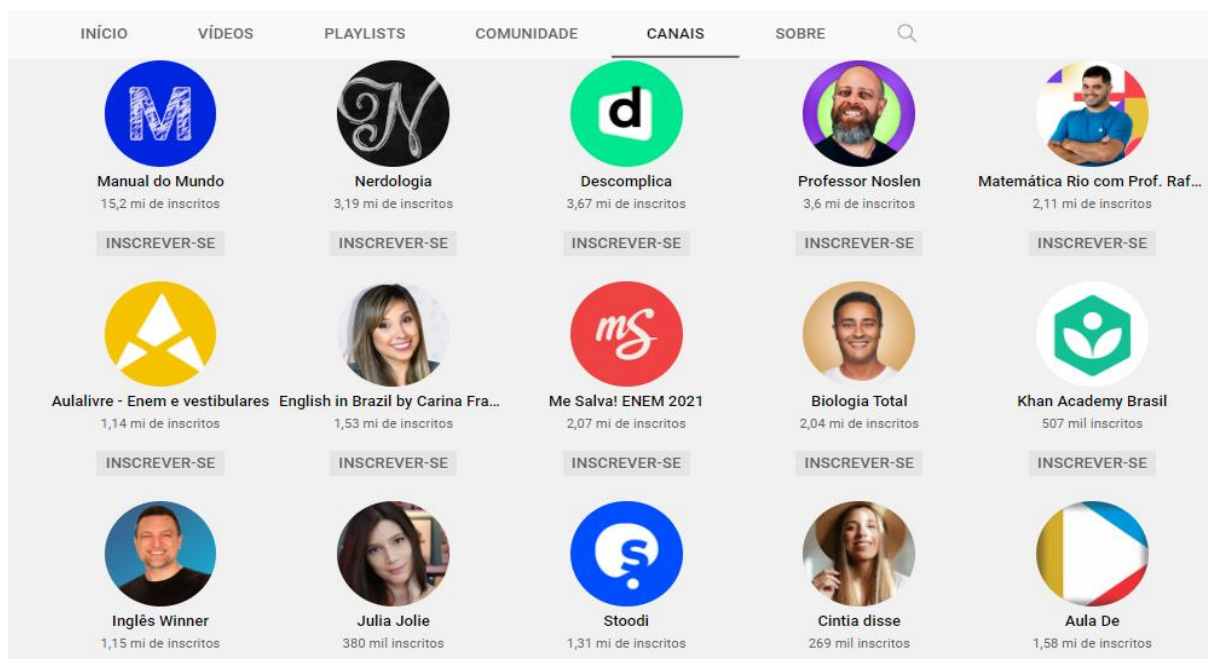 INÍCIO VÍDEOS PLAYLISTS COMUNIDADE CANAIS SOBRE
M N d
Manual do Mundo Nerdologia Descomplica Professor Noslen Matemática Rio com Prof. Raf...
15,2 mi de inscritos 3,19 mi de inscritos 3,67 mi de inscritos 3,6 mi de inscritos 2,11 mi de inscritos
INSCREVER-SE INSCREVER-SE INSCREVER-SE INSCREVER-SE INSCREVER-SE
mS
Aulalivre - Enem e vestibulares English in Brazil by Carina Fra... Me Salva! ENEM 2021 Biologia Total Khan Academy Brasil
1,14 mi de inscritos 1,53 mi de inscritos 2,07 mi de inscritos 2,04 mi de inscritos 507 mil inscritos
INSCREVER-SE INSCREVER-SE INSCREVER-SE INSCREVER-SE INSCREVER-SE
Ş
Inglês Winner Julia Jolie Stoodi Cintia disse Aula De
1,15 mi de inscritos 380 mil inscritos 1,31 mi de inscritos 269 mil inscritos 1,58 mi de inscritos